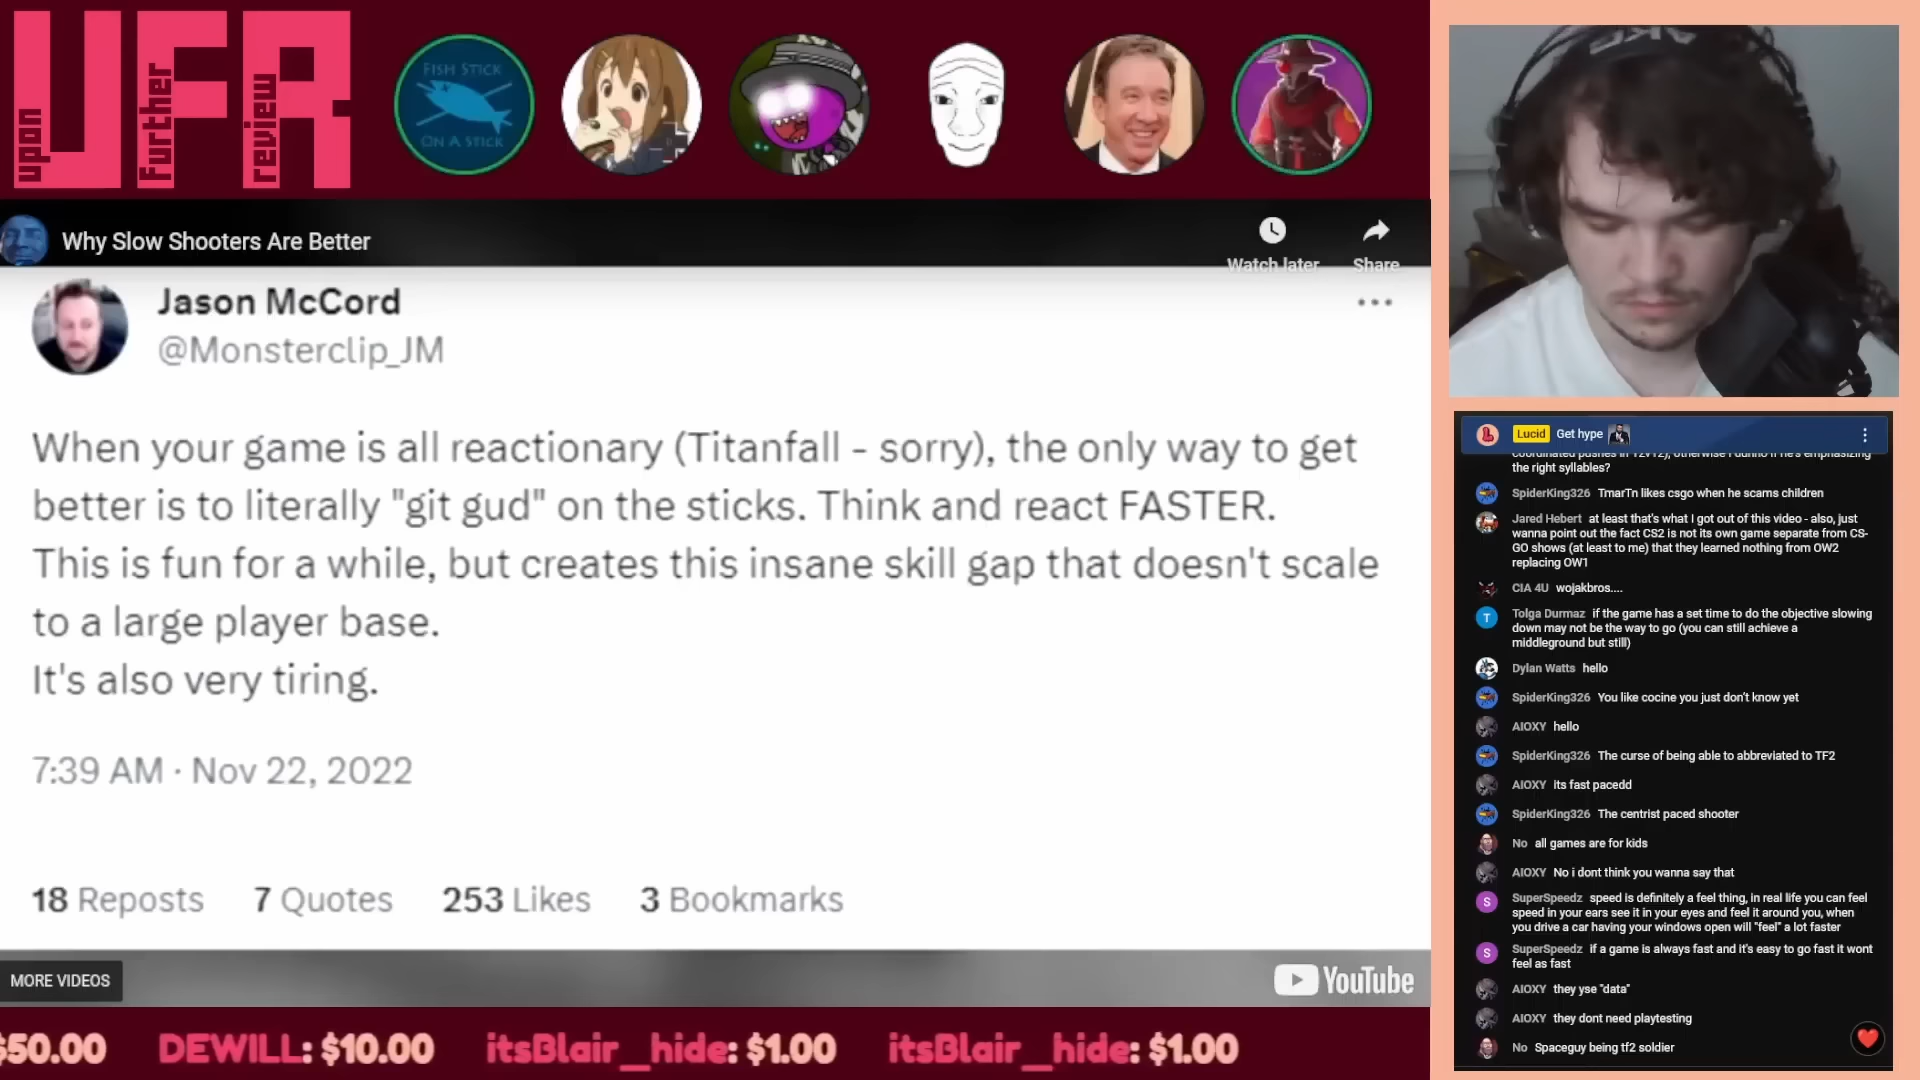 upon
Further
review
UFR
FISH STICK
ON A STICK
Why Slow Shooters Are Better
Watch later
Share
Jason McCord
@Monsterclip_JM
When your game is all reactionary (Titanfall - sorry), the only way to get
better is to literally "git gud" on the sticks. Think and react FASTER.
This is fun for a while, but creates this insane skill gap that doesn't scale
to a large player base.
It's also very tiring.
7:39 AM · Nov 22, 2022
18 Reposts 7 Quotes 253 Likes 3 Bookmarks
MORE VIDEOS
YouTube
$50.00 DEWILL: $10.00 itsBlair__hide: $1.00 itsBlair__hide: $1.00
Lucid Get hype
coordinated pushes in 12v12), otherwise I dunno if he's emphasizing
the right syllables?
SpiderKing326 TmarTn likes csgo when he scams children
Jared Hebert at least that's what I got out of this video - also, just
wanna point out the fact CS2 is not its own game separate from CS-
GO shows (at least to me) that they learned nothing from OW2
replacing OW1
CIA 4U wojakbros....
T
Tolga Durmaz if the game has a set time to do the objective slowing
down may not be the way to go (you can still achieve a
middleground but still)
Dylan Watts hello
SpiderKing326 You like cocine you just don't know yet
AIOXY hello
SpiderKing326 The curse of being able to abbreviated to TF2
AIOXY its fast pacedd
SpiderKing326 The centrist paced shooter
No all games are for kids
AIOXY No i dont think you wanna say that
S
SuperSpeedz speed is definitely a feel thing, in real life you can feel
speed in your ears see it in your eyes and feel it around you, when
you drive a car having your windows open will "feel" a lot faster
S
SuperSpeedz if a game is always fast and it's easy to go fast it wont
feel as fast
AIOXY they yse "data"
AIOXY they dont need playtesting
No Spaceguy being tf2 soldier